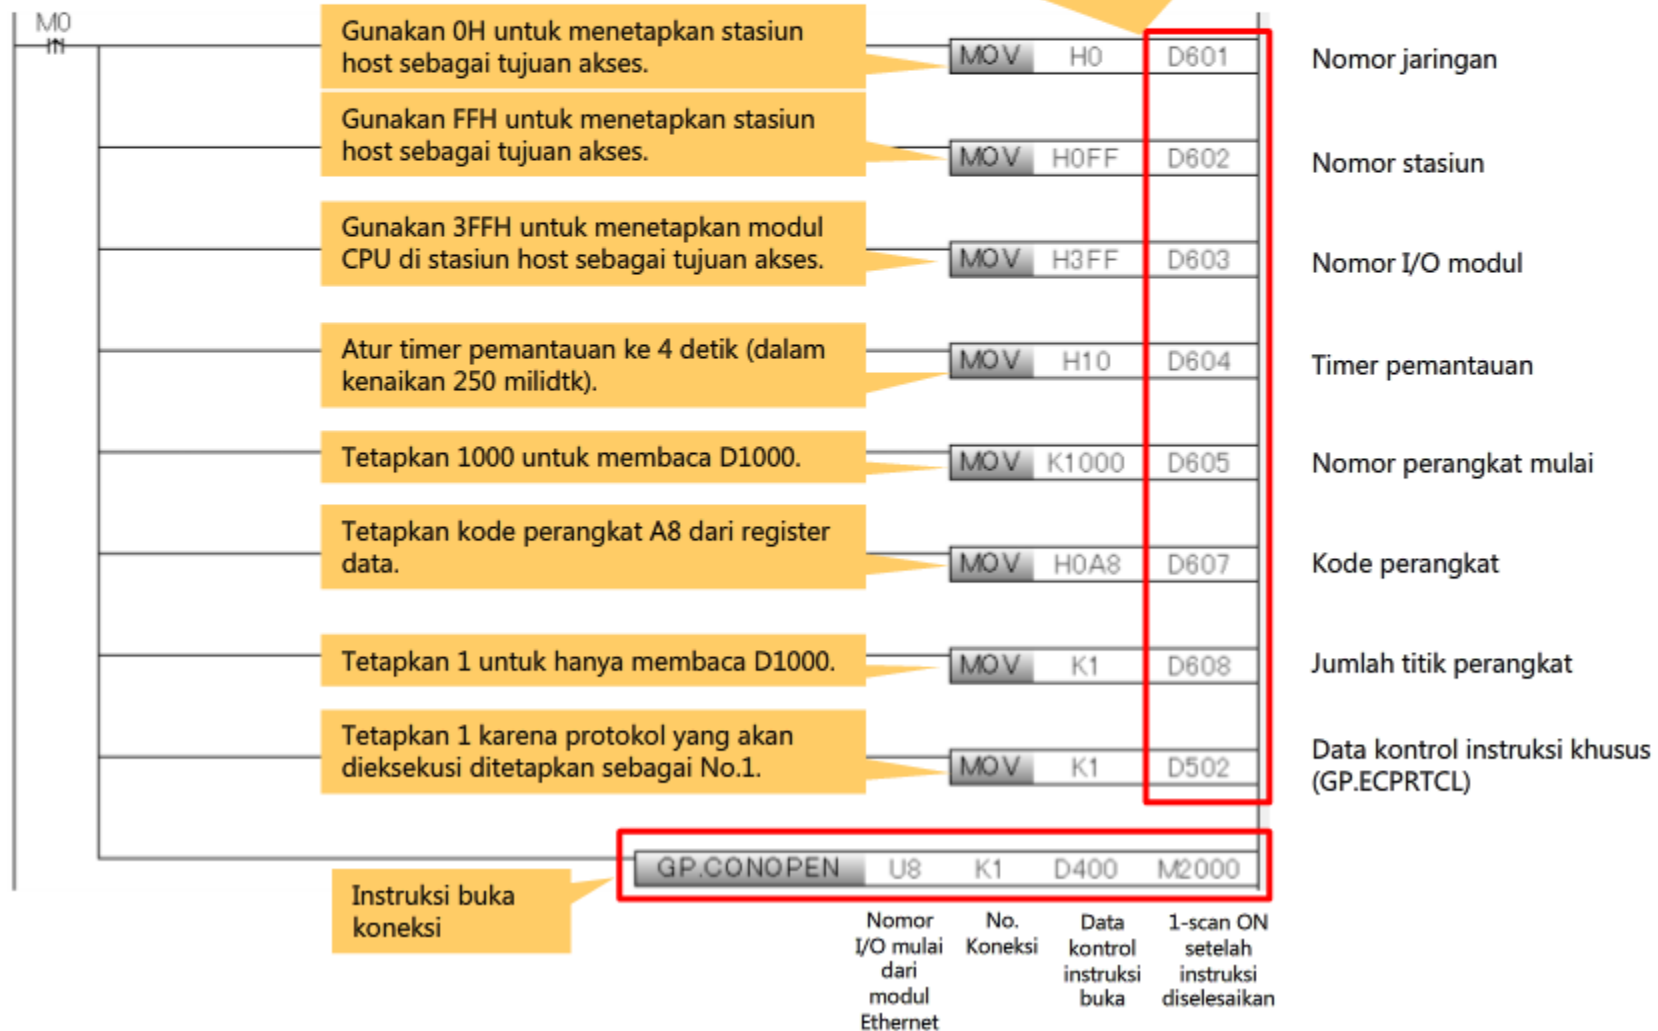 M0
Gunakan 0H untuk menetapkan stasiun
host sebagai tujuan akses.
MOV H0 D601
Nomor jaringan
Gunakan FFH untuk menetapkan stasiun
host sebagai tujuan akses.
MOV H0FF D602
Nomor stasiun
Gunakan 3FFH untuk menetapkan modul
CPU di stasiun host sebagai tujuan akses.
MOV H3FF D603
Nomor I/O modul
Atur timer pemantauan ke 4 detik (dalam
kenaikan 250 milidtk).
MOV H10 D604
Timer pemantauan
Tetapkan 1000 untuk membaca D1000.
MOV K1000 D605
Nomor perangkat mulai
Tetapkan kode perangkat A8 dari register
data.
MOV H0A8 D607
Kode perangkat
Tetapkan 1 untuk hanya membaca D1000.
MOV K1 D608
Jumlah titik perangkat
Tetapkan 1 karena protokol yang akan
dieksekusi ditetapkan sebagai No.1.
MOV K1 D502
Data kontrol instruksi khusus
(GP.ECPRTCL)
GP.CONOPEN U8 K1 D400 M2000
Instruksi buka
koneksi
Nomor
I/O mulai
dari
modul
Ethernet
No.
Koneksi
Data
kontrol
instruksi
buka
1-scan ON
setelah
instruksi
diselesaikan